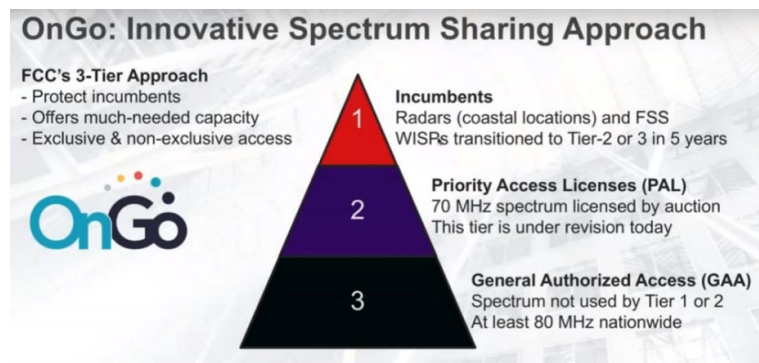 OnGo: Innovative Spectrum Sharing Approach
FCC's 3-Tier Approach
- Protect incumbents
- Offers much-needed capacity
- Exclusive & non-exclusive access
OnGo
1
Incumbents
Radars (coastal locations) and FSS
WISPs transitioned to Tier-2 or 3 in 5 years
2
Priority Access Licenses (PAL)
70 MHz spectrum licensed by auction
This tier is under revision today
3
General Authorized Access (GAA)
Spectrum not used by Tier 1 or 2
At least 80 MHz nationwide